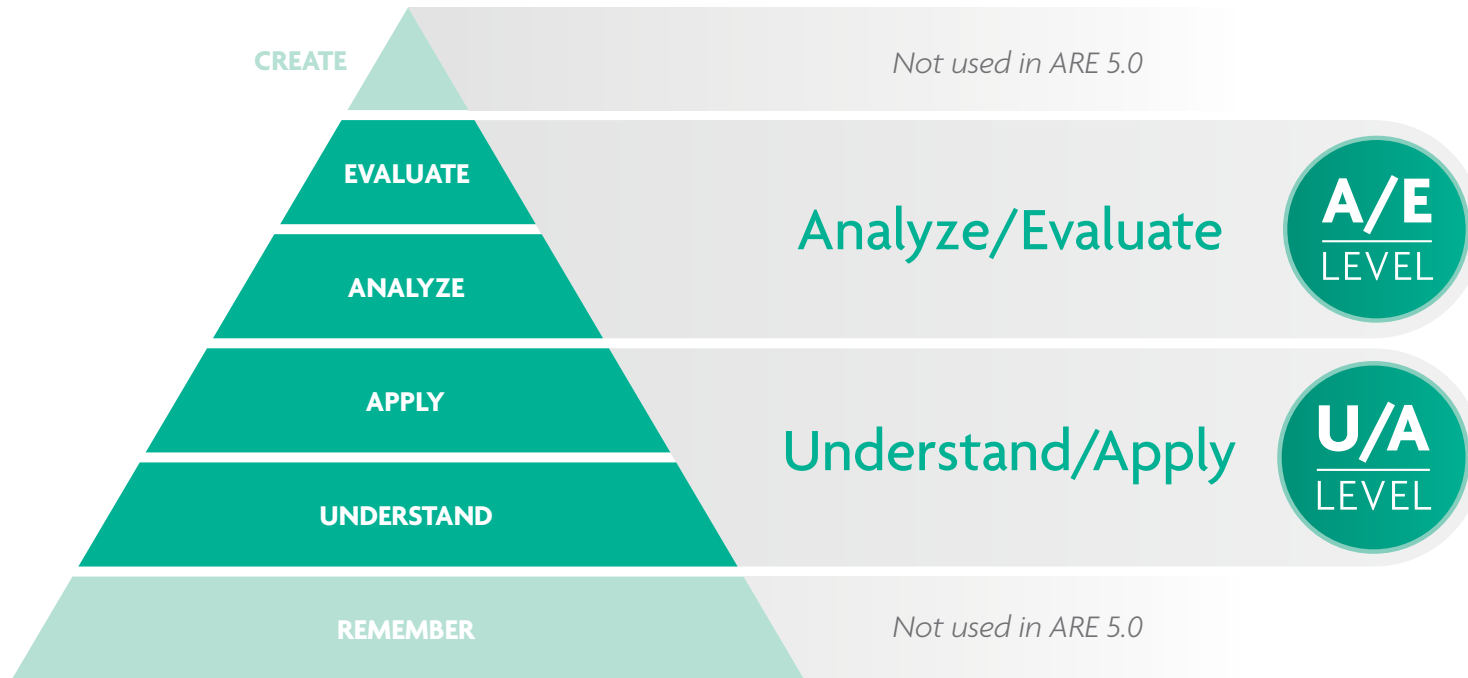 CREATE
Not used in ARE 5.0
EVALUATE
ANALYZE
Analyze/Evaluate
A/E
LEVEL
APPLY
UNDERSTAND
Understand/Apply
U/A
LEVEL
REMEMBER
Not used in ARE 5.0